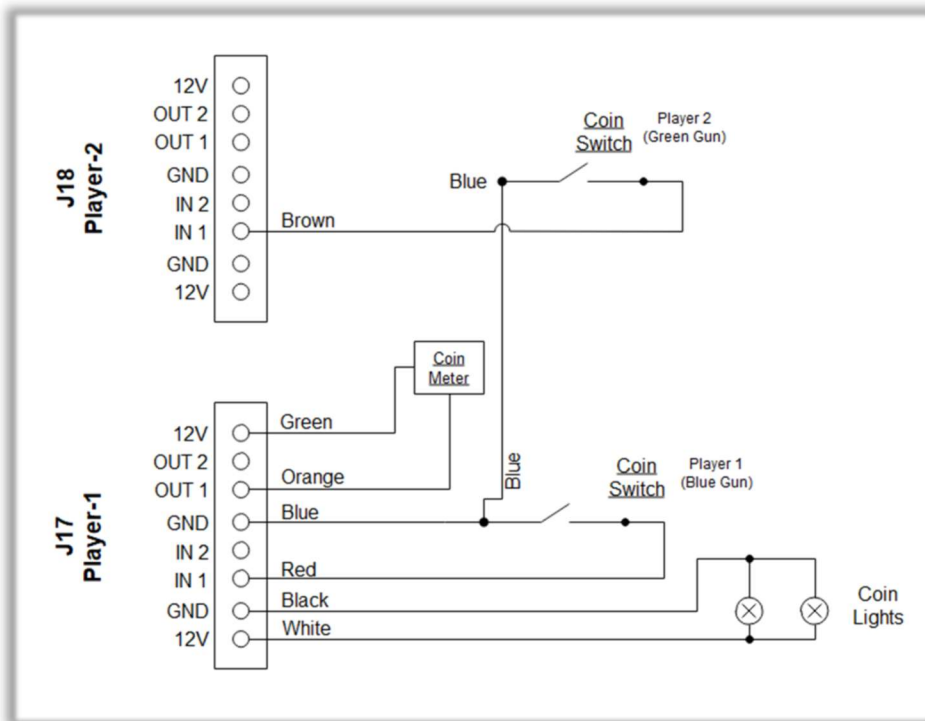 J18
Player-2
12V
OUT 2
OUT 1
GND
IN 2
IN 1
GND
12V
Brown
Blue
Coin
Switch
Player 2
(Green Gun)
Coin
Meter
J17
Player-1
12V
OUT 2
OUT 1
GND
IN 2
IN 1
GND
12V
Green
Orange
Blue
Red
Black
White
Blue
Coin
Switch
Player 1
(Blue Gun)
Coin
Lights